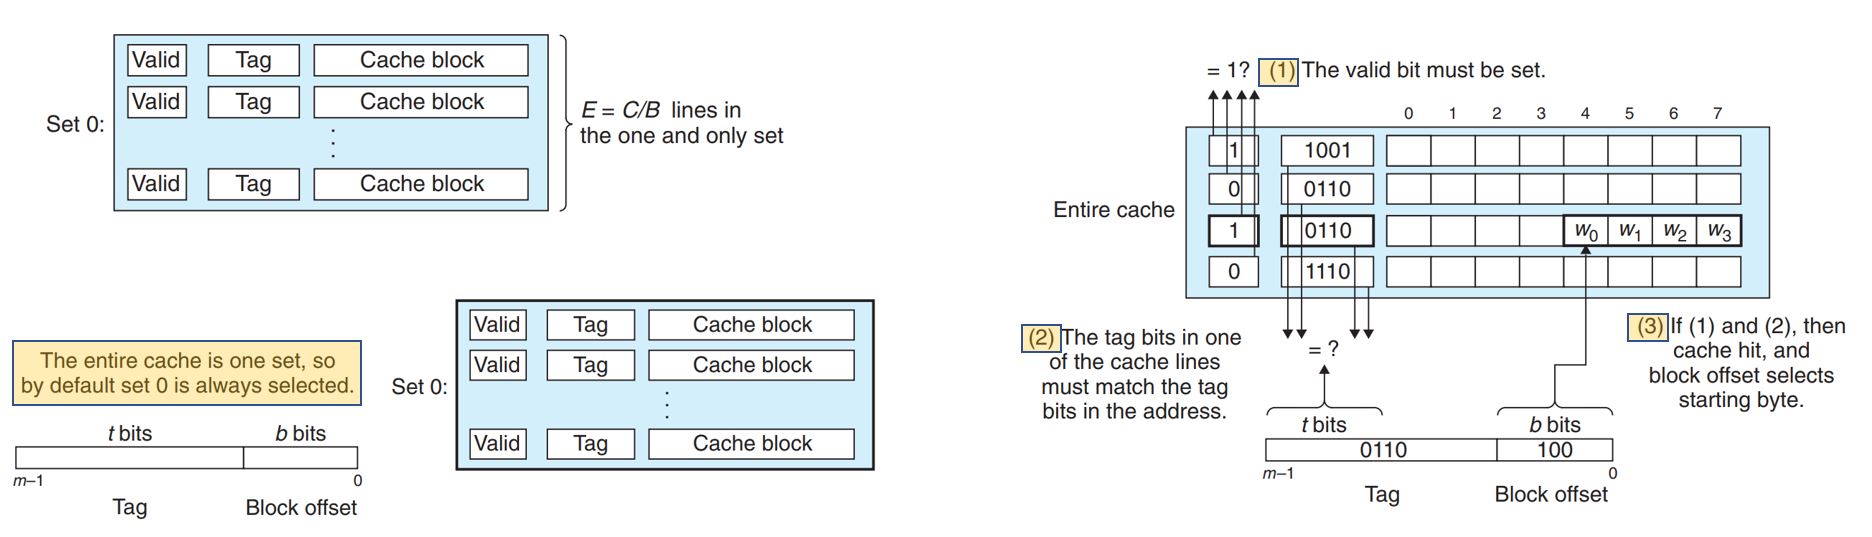 Valid Tag Cache block
Valid Tag Cache block
Set 0:
Valid Tag Cache block
E = C/B lines in
the one and only set
The entire cache is one set, so
by default set 0 is always selected.
t bits b bits
m–1 0
Tag Block offset
Set 0:
Valid Tag Cache block
Valid Tag Cache block
Valid Tag Cache block
= 1? (1) The valid bit must be set.
0 1 2 3 4 5 6 7
Entire cache
1 1001
0 0110
1 0110 w0 w1 w2 w3
0 1110
(2) The tag bits in one
of the cache lines
must match the tag
bits in the address.
= ?
(3) If (1) and (2), then
cache hit, and
block offset selects
starting byte.
t bits b bits
0110 100
m–1 0
Tag Block offset